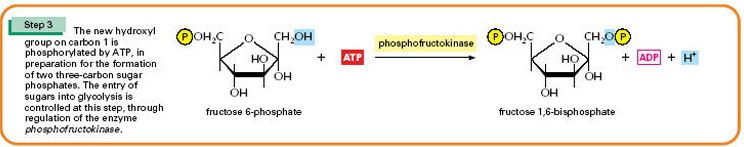 Step 3
The new hydroxyl
group on carbon 1 is
phosphorylated by ATP, in
preparation for the formation
of two three-carbon sugar
phosphates. The entry of
sugars into glycolysis is
controlled at this step, through
regulation of the enzyme
phosphofructokinase.
P OH₂C O CH₂OH
HO
OH
OH
fructose 6-phosphate
+ ATP
phosphofructokinase
P OH₂C O CH₂O P
HO
OH
OH
fructose 1,6-bisphosphate
+ ADP + H⁺